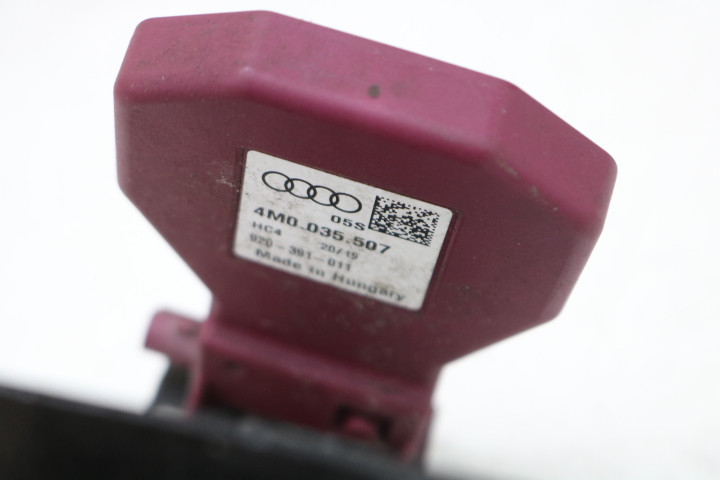 05S
4M0.035.507
HC4 20/19
920-391-011
Made in Hungary